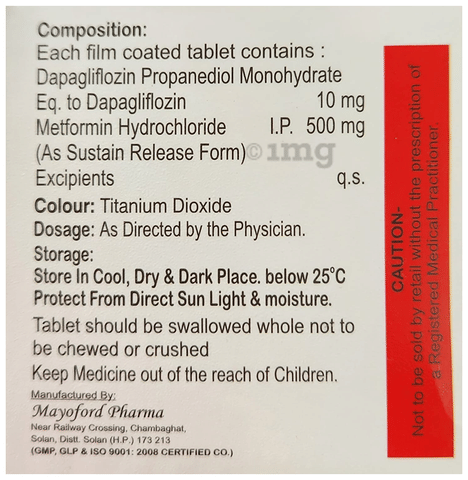 Composition:
Each film coated tablet contains :
Dapagliflozin Propanediol Monohydrate
Eq. to Dapagliflozin 10 mg
Metformin Hydrochloride I.P. 500 mg
(As Sustain Release Form)
© 1mg
Excipients q.s.
Colour: Titanium Dioxide
Dosage: As Directed by the Physician.
Storage:
Store In Cool, Dry & Dark Place. below 25°C
Protect From Direct Sun Light & moisture.
Tablet should be swallowed whole not to
be chewed or crushed
Keep Medicine out of the reach of Children.
Manufactured By:
Mayoford Pharma
Near Railway Crossing, Chambaghat,
Solan, Distt. Solan (H.P.) 173 213
(GMP, GLP & ISO 9001: 2008 CERTIFIED CO.)
CAUTION-
Not to be sold by retail without the prescription of
a Registered Medical Practitioner.